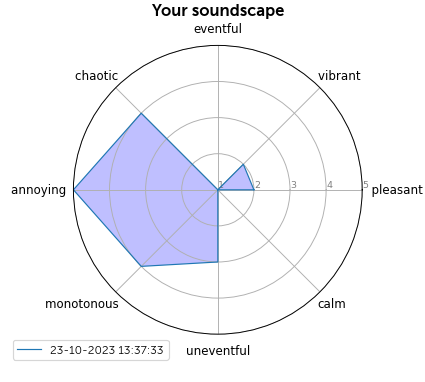 Your soundscape
eventful
chaotic
vibrant
annoying
1
2
3
4
5
pleasant
monotonous
calm
uneventful
23-10-2023 13:37:33